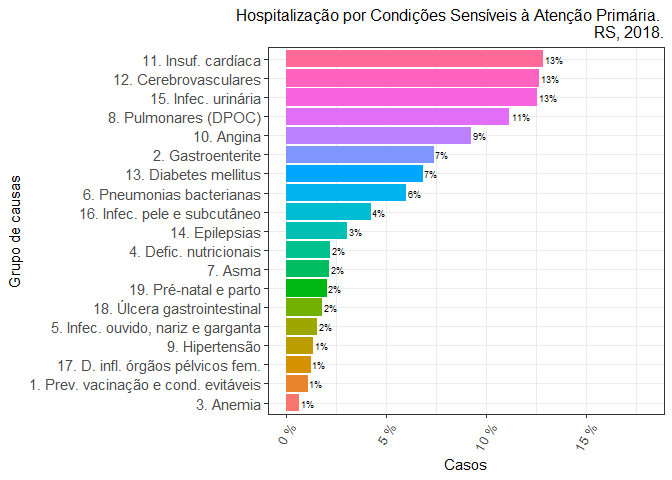 Hospitalização por Condições Sensíveis à Atenção Primária.
RS, 2018.
Grupo de causas
11. Insuf. cardíaca 13%
12. Cerebrovasculares 13%
15. Infec. urinária 13%
8. Pulmonares (DPOC) 11%
10. Angina 9%
2. Gastroenterite 7%
13. Diabetes mellitus 7%
6. Pneumonias bacterianas 6%
16. Infec. pele e subcutâneo 4%
14. Epilepsias 3%
4. Defic. nutricionais 2%
7. Asma 2%
19. Pré-natal e parto 2%
18. Úlcera gastrointestinal 2%
5. Infec. ouvido, nariz e garganta 2%
9. Hipertensão 1%
17. D. infl. órgãos pélvicos fem. 1%
1. Prev. vacinação e cond. evitáveis 1%
3. Anemia 1%
0 % 5 % 10 % 15 %
Casos